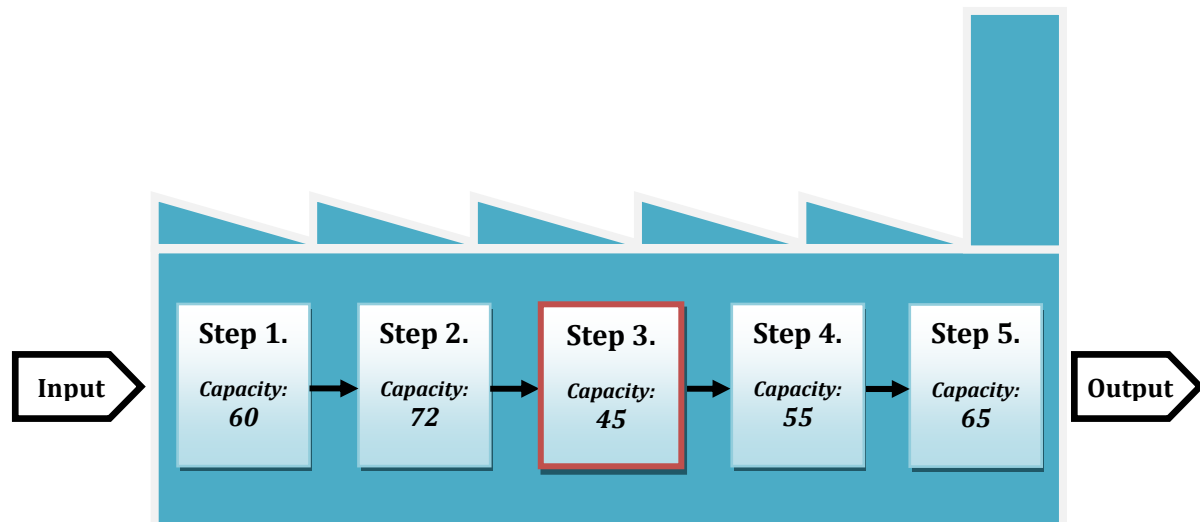 Input
Step 1.
Capacity:
60
Step 2.
Capacity:
72
Step 3.
Capacity:
45
Step 4.
Capacity:
55
Step 5.
Capacity:
65
Output